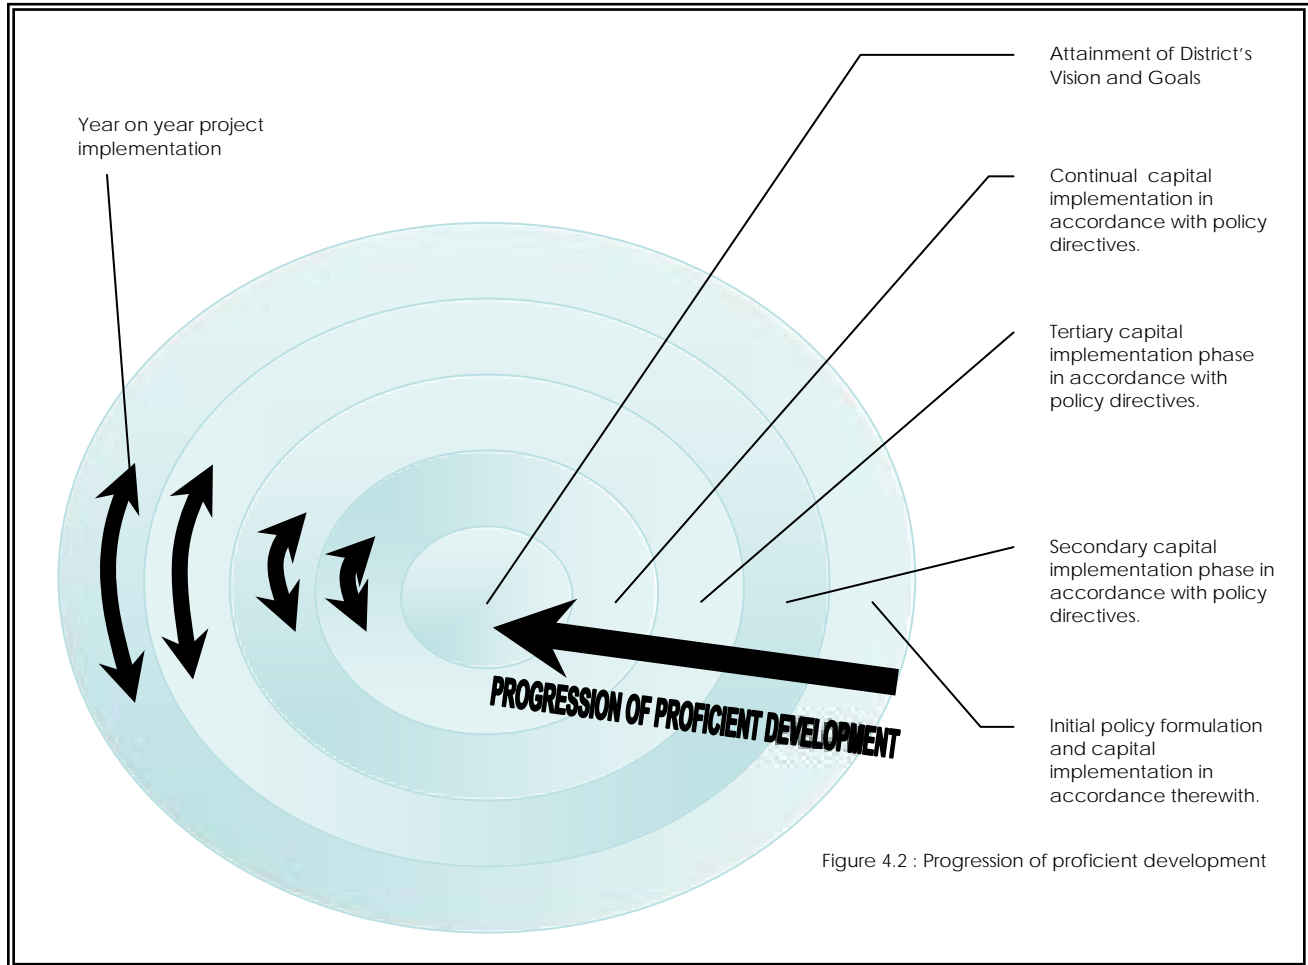 Attainment of District's
Vision and Goals
Year on year project
implementation
Continual capital
implementation in
accordance with policy
directives.
Tertiary capital
implementation phase
in accordance with
policy directives.
Secondary capital
implementation phase in
accordance with policy
directives.
PROGRESSION OF PROFICIENT DEVELOPMENT
Initial policy formulation
and capital
implementation in
accordance therewith.
Figure 4.2 : Progression of proficient development